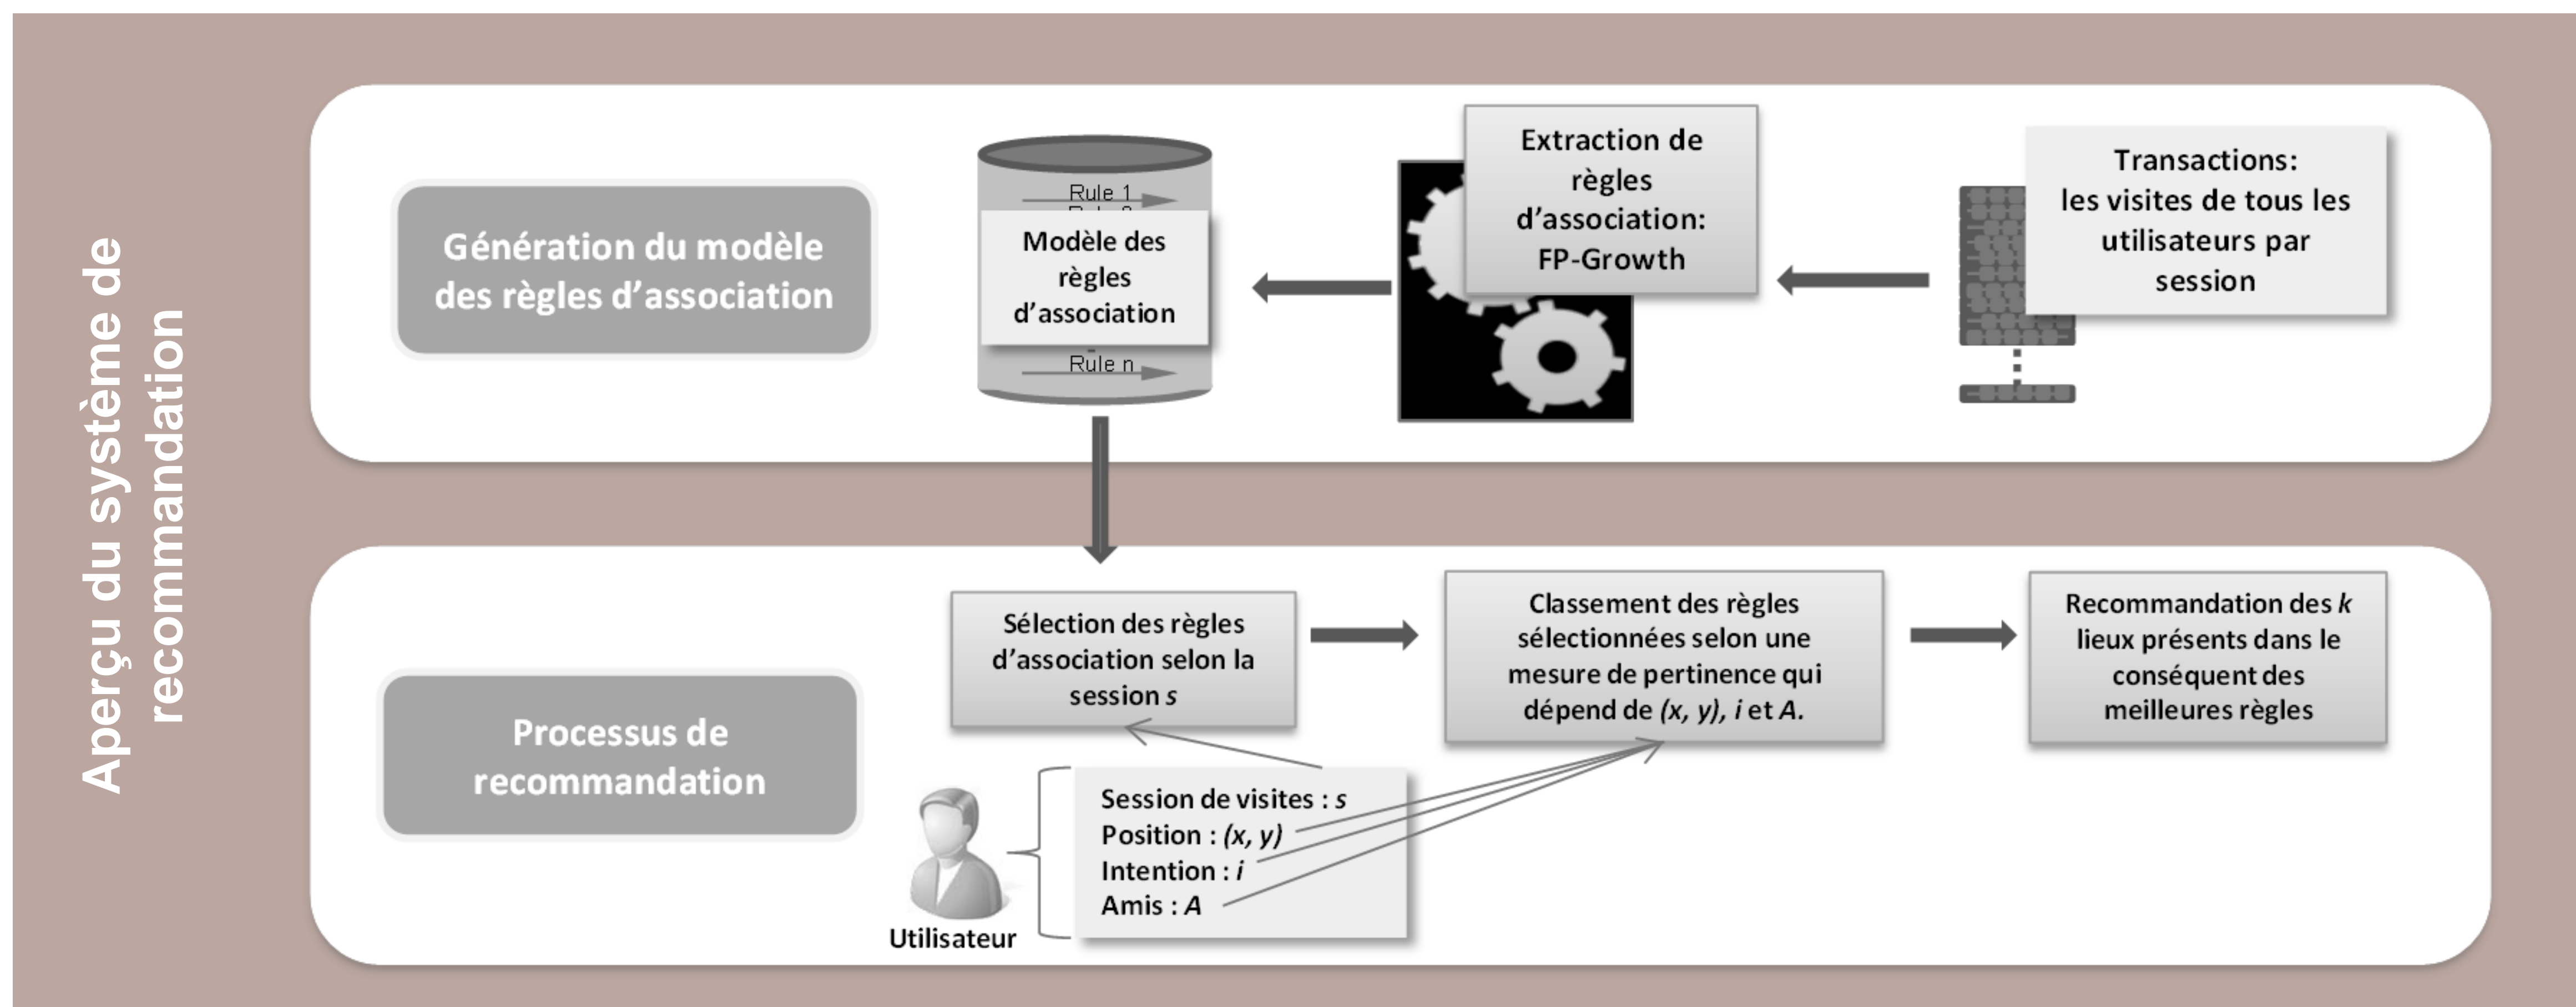 Aperçu du système de
recommandation
Génération du modèle
des règles d’association
Rule 1
Modèle des
règles
d’association
Rule n
Extraction de
règles
d’association:
FP-Growth
Transactions:
les visites de tous les
utilisateurs par
session
Processus de
recommandation
Sélection des règles
d’association selon la
session s
Classement des règles
sélectionnées selon une
mesure de pertinence qui
dépend de (x, y), i et A.
Recommandation des k
lieux présents dans le
conséquent des
meilleures règles
Session de visites : s
Position : (x, y)
Intention : i
Amis : A
Utilisateur